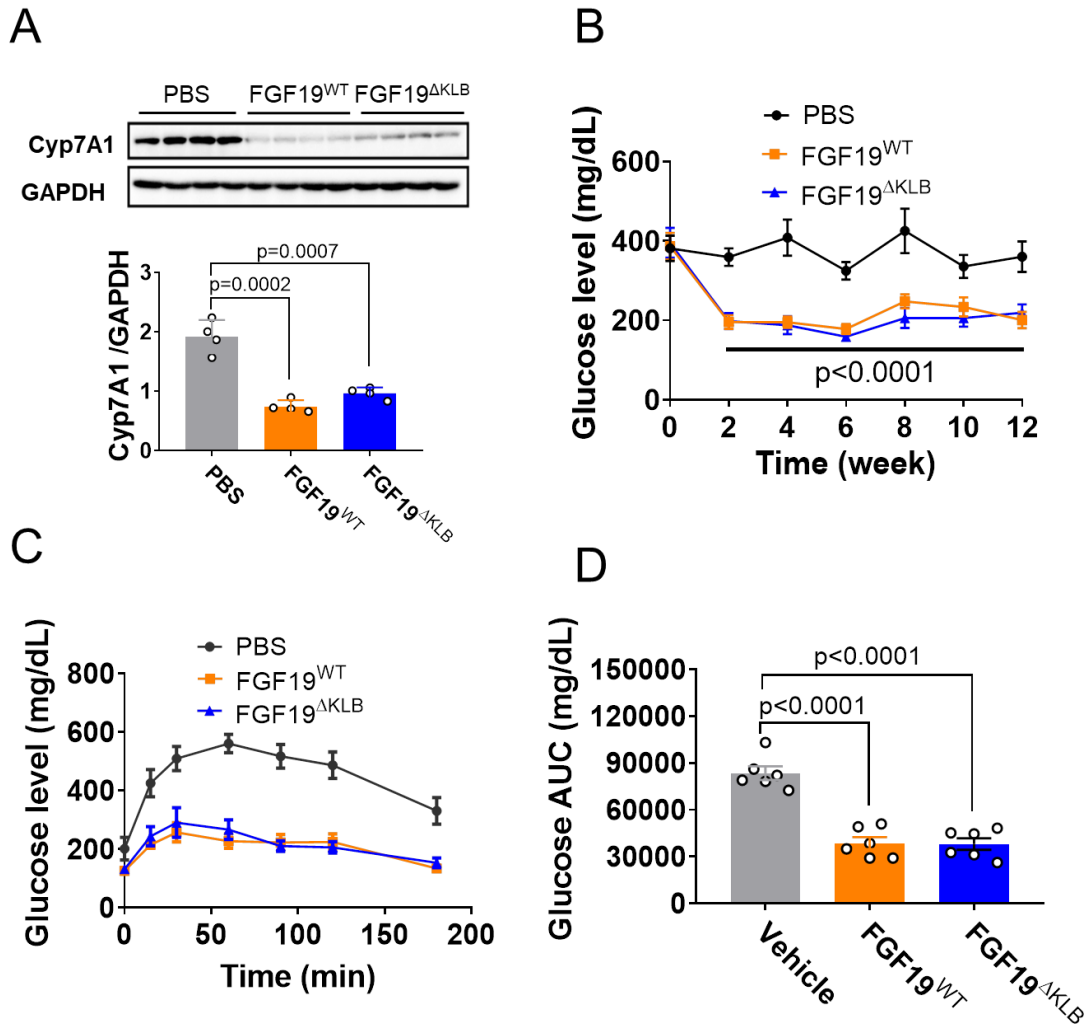 A
PBS FGF19WT FGF19ΔKLB
Cyp7A1
GAPDH
p=0.0007
p=0.0002
3
2
1
0
Cyp7A1 /GAPDH
PBS
FGF19WT
FGF19ΔKLB
B
PBS
FGF19WT
FGF19ΔKLB
600
400
200
0
Glucose level (mg/dL)
p<0.0001
0 2 4 6 8 10 12
Time (week)
C
PBS
FGF19WT
FGF19ΔKLB
800
600
400
200
0
Glucose level (mg/dL)
0 50 100 150 200
Time (min)
D
p<0.0001
p<0.0001
150000
120000
90000
60000
30000
0
Glucose AUC (mg/dL)
Vehicle
FGF19WT
FGF19ΔKLB